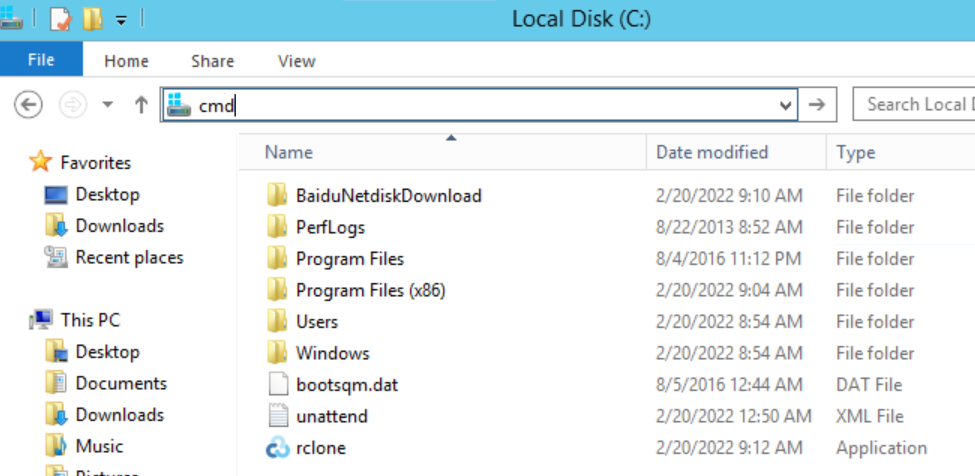 Local Disk (C:)
File Home Share View
cmd
Search Local
Name Date modified Type
Favorites
Desktop
Downloads
Recent places
This PC
Desktop
Documents
Downloads
Music
BaiduNetdiskDownload 2/20/2022 9:10 AM File folder
PerfLogs 8/22/2013 8:52 AM File folder
Program Files 8/4/2016 11:12 PM File folder
Program Files (x86) 2/20/2022 9:04 AM File folder
Users 2/20/2022 8:54 AM File folder
Windows 2/20/2022 8:54 AM File folder
bootsqm.dat 8/5/2016 12:44 AM DAT File
unattend 2/20/2022 12:50 AM XML File
rclone 2/20/2022 9:12 AM Application